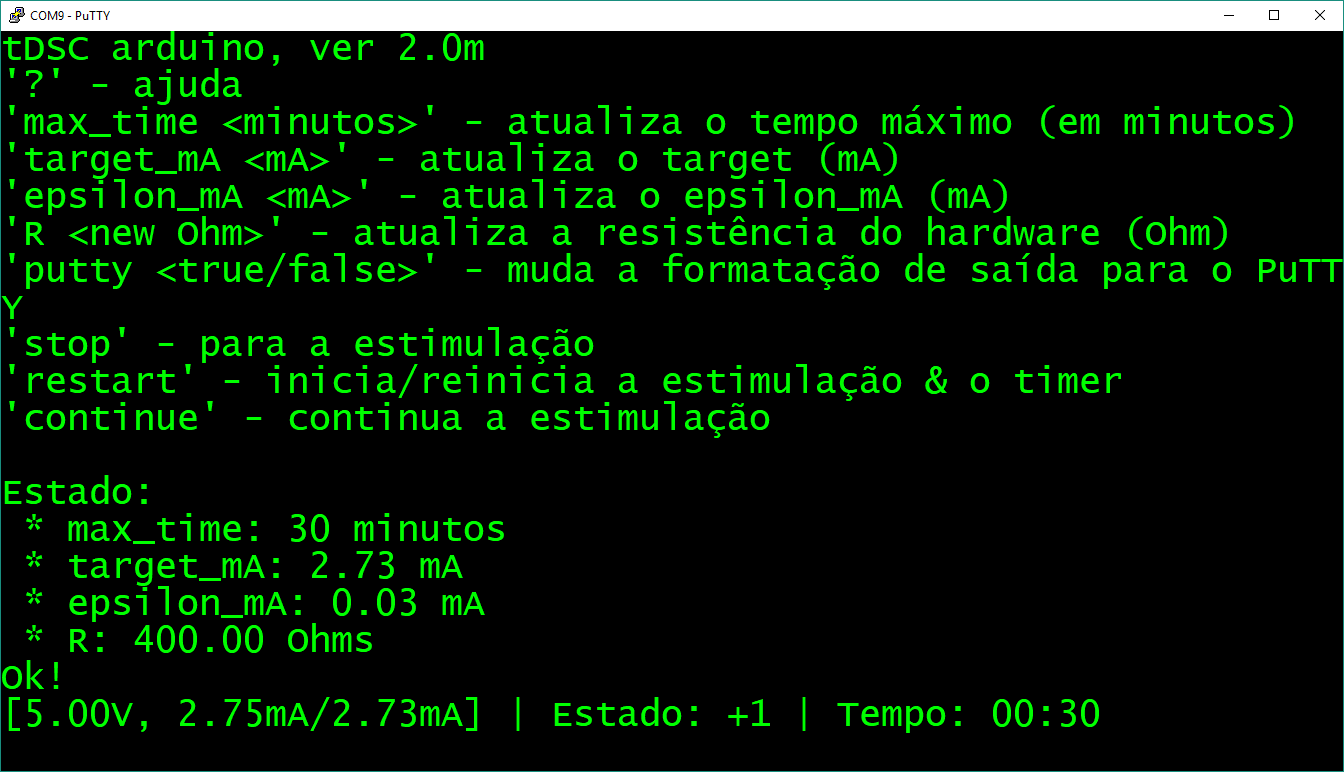 COM9 - PuTTY
tDSC arduino, ver 2.0m
'?' - ajuda
'max_time <minutos>' - atualiza o tempo máximo (em minutos)
'target_mA <mA>' - atualiza o target (mA)
'epsilon_mA <mA>' - atualiza o epsilon_mA (mA)
'R <new Ohm>' - atualiza a resistência do hardware (Ohm)
'putty <true/false>' - muda a formatação de saída para o PuTT
Y
'stop' - para a estimulação
'restart' - inicia/reinicia a estimulação & o timer
'continue' - continua a estimulação
Estado:
* max_time: 30 minutos
* target_mA: 2.73 mA
* epsilon_mA: 0.03 mA
* R: 400.00 Ohms
Ok!
[5.00V, 2.75mA/2.73mA] | Estado: +1 | Tempo: 00:30